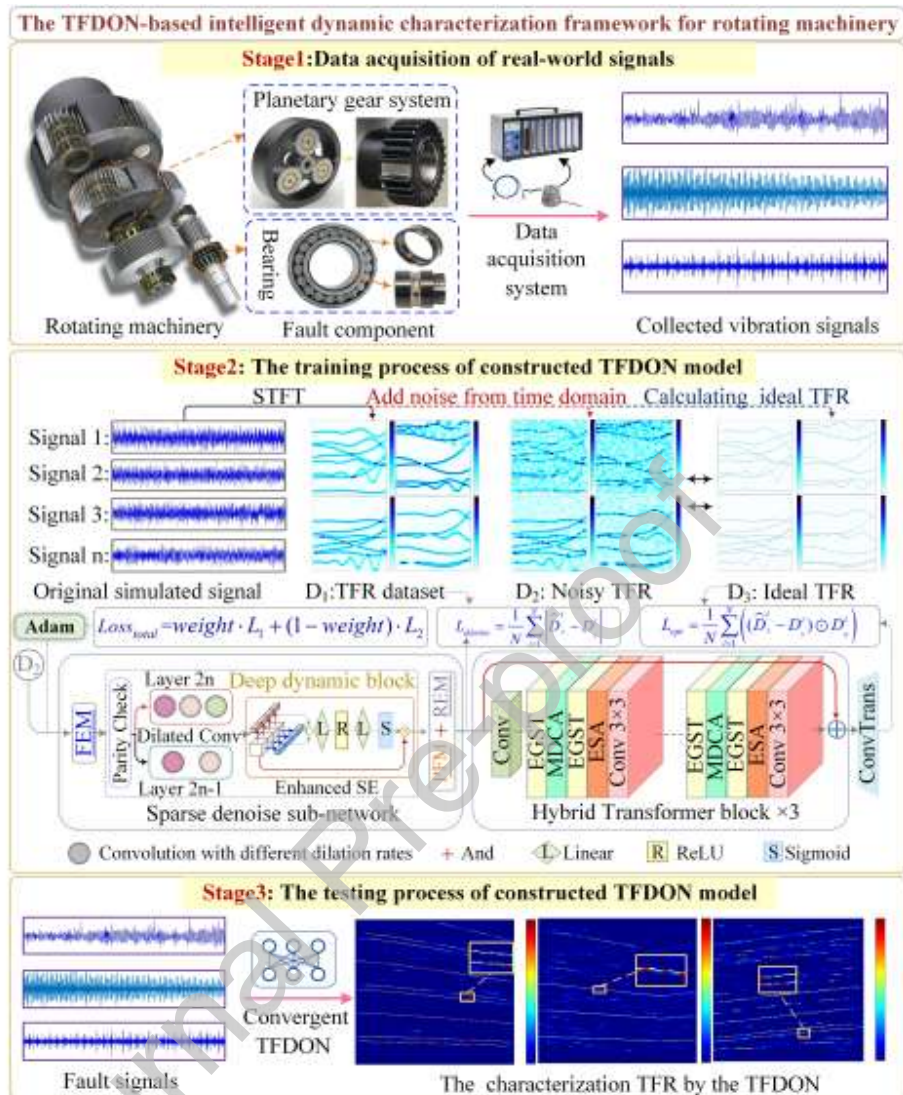 The TFDON-based intelligent dynamic characterization framework for rotating machinery
Stage1:Data acquisition of real-world signals
Planetary gear system
Bearing
Data
acquisition
system
Rotating machinery
Fault component
Collected vibration signals
Stage2: The training process of constructed TFDON model
STFT
Add noise from time domain
Calculating ideal TFR
Signal 1:
Signal 2:
Signal 3:
Signal n:
Original simulated signal
D₁:TFR dataset
D₂: Noisy TFR
D₃: Ideal TFR
Adam
Loss_total=weight · L₁ + (1 − weight) · L₂
D₂
FEM
Parity Check
Layer 2n
Dilated Conv
Layer 2n-1
Deep dynamic block
L R L S
Enhanced SE
REM + REM
Sparse denoise sub-network
Conv
EGST
MDCA
EGST
ESA
Conv 3×3
EGST
MDCA
EGST
ESA
Conv 3×3
ConvTrans
Hybrid Transformer block ×3
Convolution with different dilation rates
+ And
L Linear
R ReLU
S Sigmoid
Stage3: The testing process of constructed TFDON model
Convergent
TFDON
Fault signals
The characterization TFR by the TFDON
Journal Pre-proof